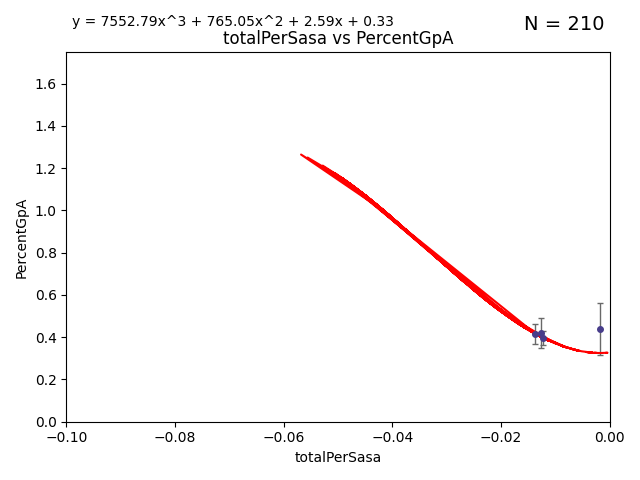 y = 7552.79x^3 + 765.05x^2 + 2.59x + 0.33
N = 210
totalPerSasa vs PercentGpA
PercentGpA
1.6
1.4
1.2
1.0
0.8
0.6
0.4
0.2
0.0
−0.10 −0.08 −0.06 −0.04 −0.02 0.00
totalPerSasa